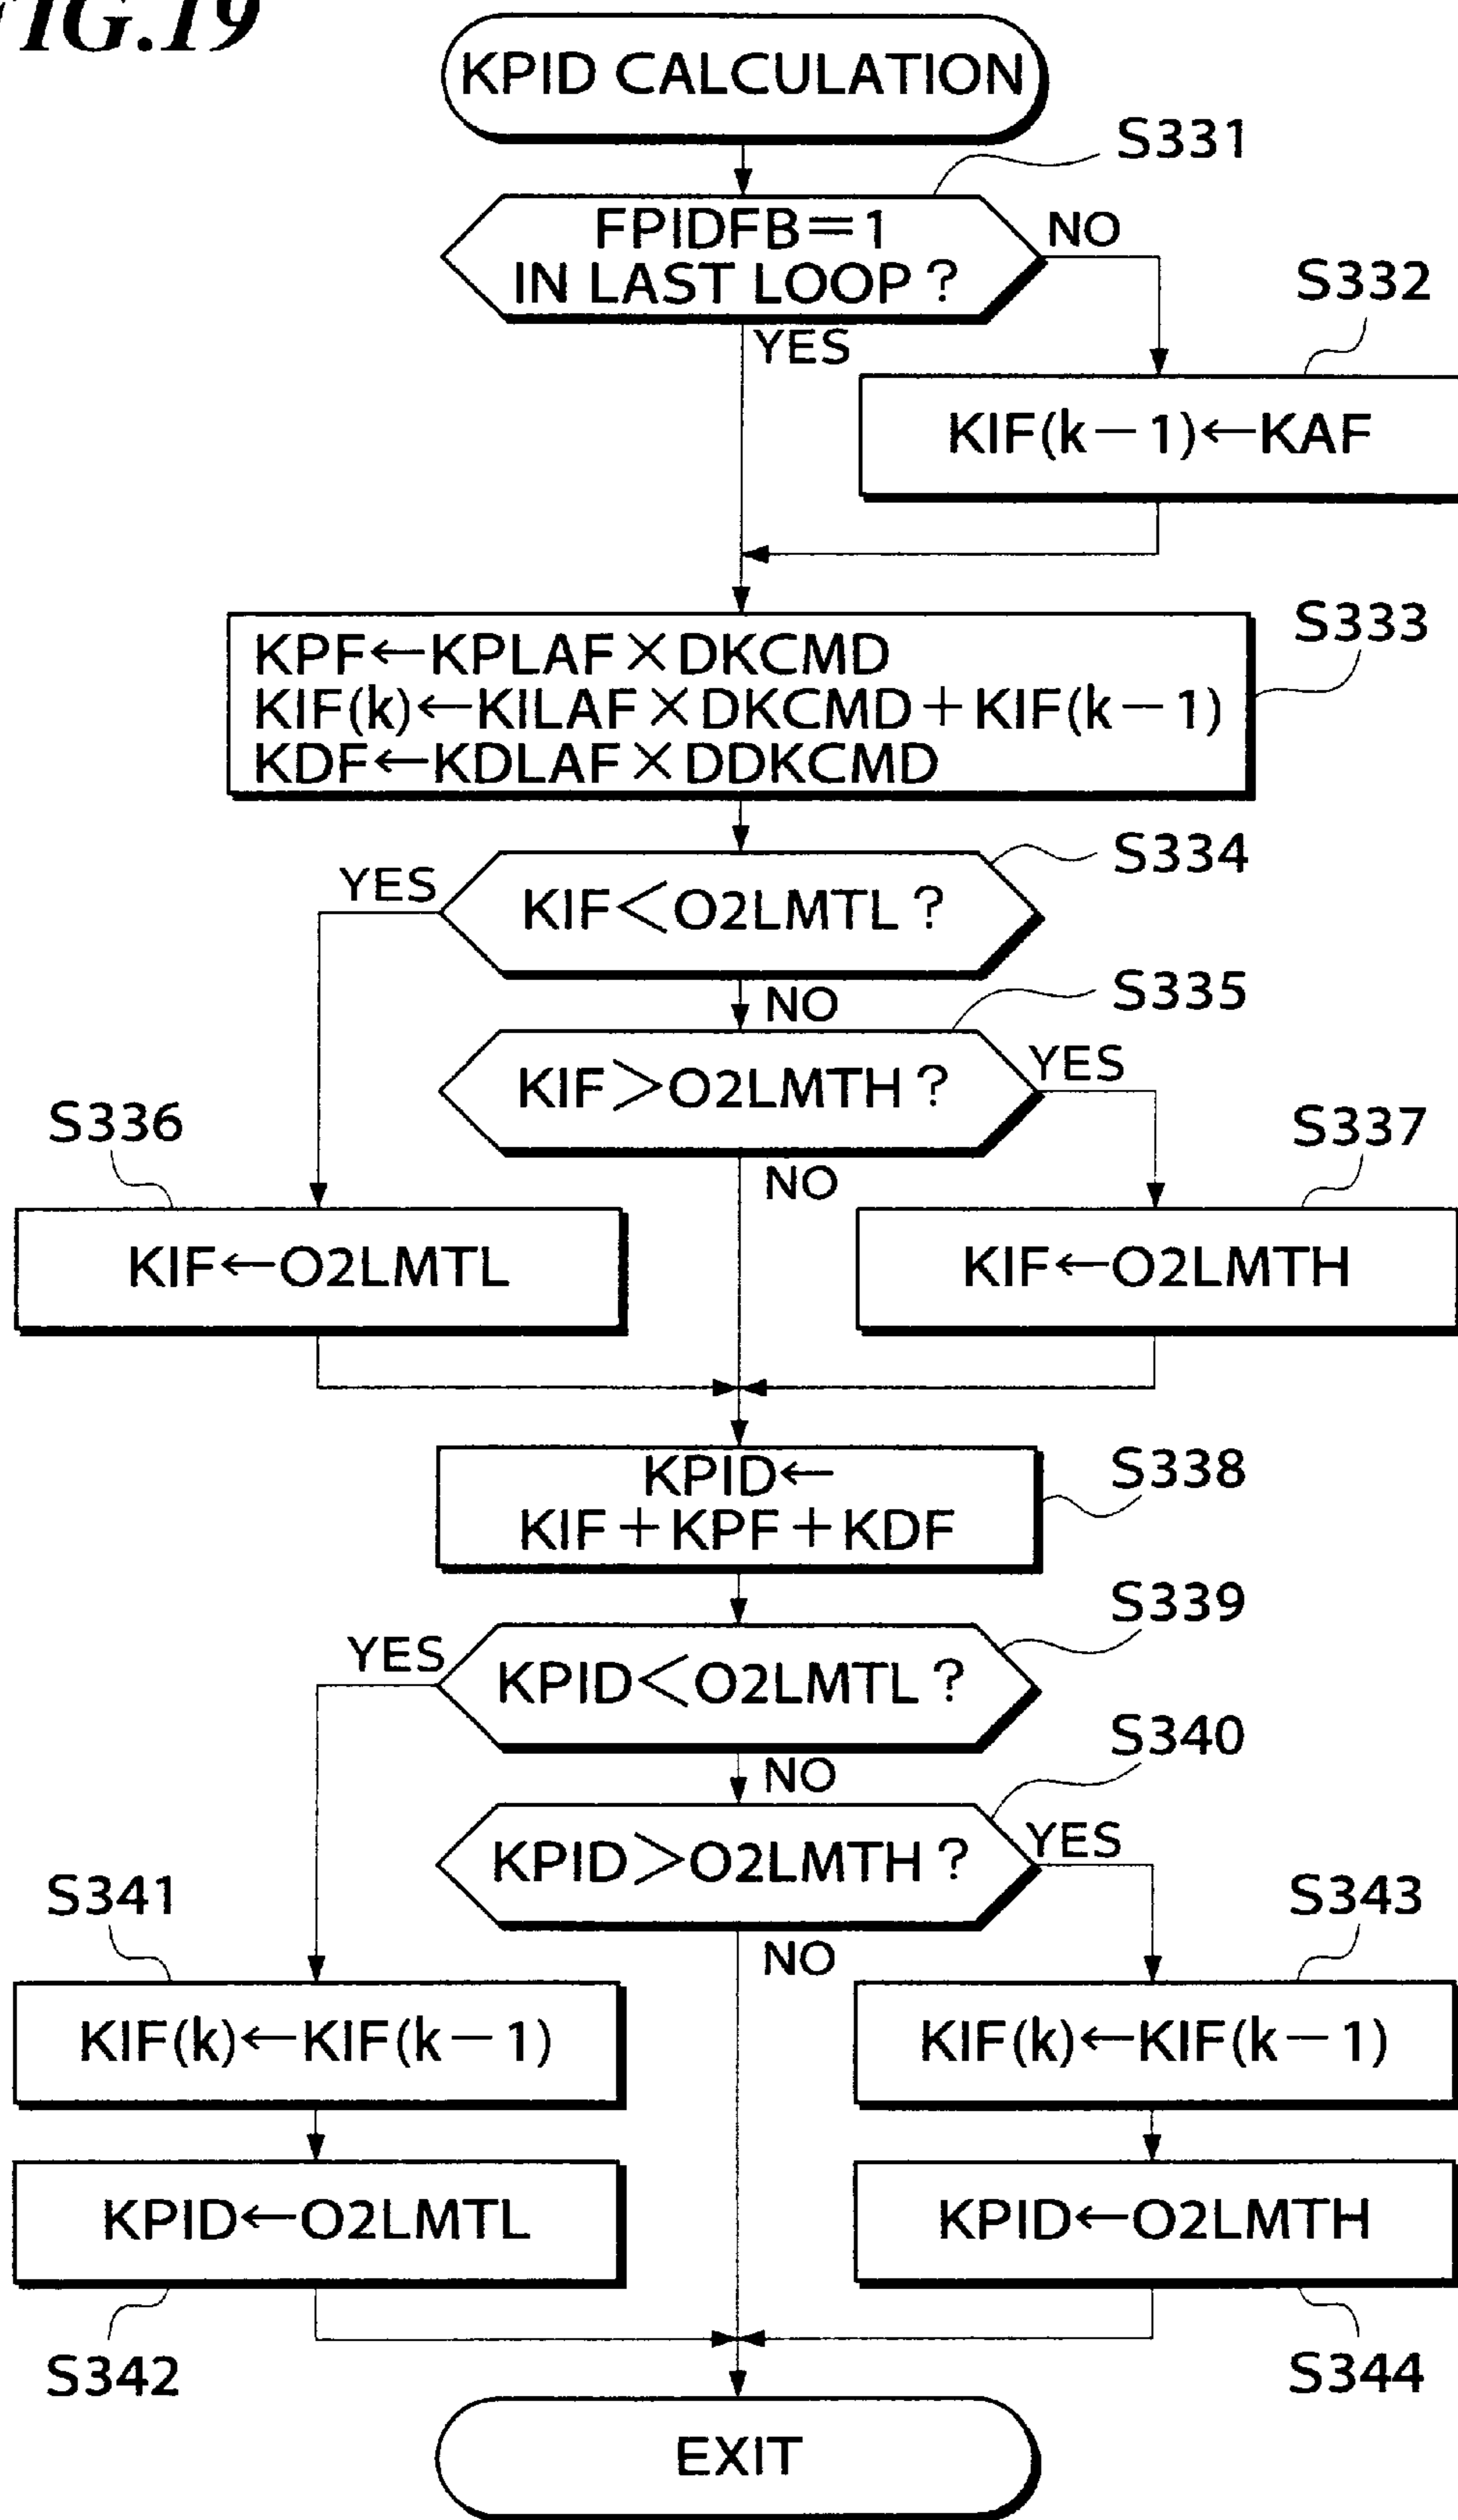 FIG.19
KPID CALCULATION
S331
FPIDFB=1
IN LAST LOOP?
NO
YES
S332
KIF(k-1)←KAF
S333
KPF←KPLAF×DKCMD
KIF(k)←KILAF×DKCMD+KIF(k-1)
KDF←KDLAF×DDKCMD
S334
YES
KIF<O2LMTL?
NO
S335
KIF>O2LMTH?
YES
NO
S336
S337
KIF←O2LMTL
KIF←O2LMTH
S338
KPID←
KIF+KPF+KDF
S339
YES
KPID<O2LMTL?
NO
S340
KPID>O2LMTH?
YES
NO
S341
S343
KIF(k)←KIF(k-1)
KIF(k)←KIF(k-1)
KPID←O2LMTL
KPID←O2LMTH
S342
S344
EXIT